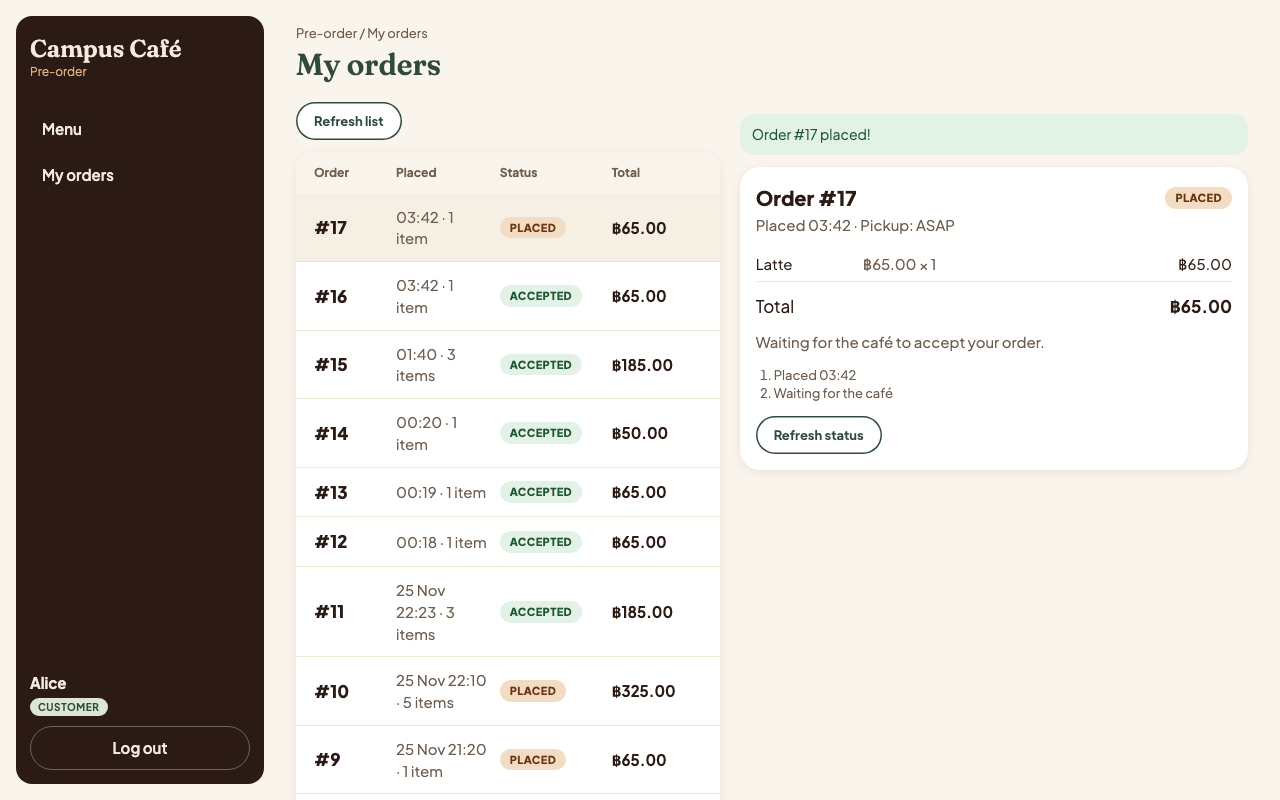 Campus Café
Pre-order
Menu
My orders
Alice
CUSTOMER
Log out
Pre-order / My orders
My orders
Refresh list
Order Placed Status Total
#17 03:42 · 1 item PLACED ฿65.00
#16 03:42 · 1 item ACCEPTED ฿65.00
#15 01:40 · 3 items ACCEPTED ฿185.00
#14 00:20 · 1 item ACCEPTED ฿50.00
#13 00:19 · 1 item ACCEPTED ฿65.00
#12 00:18 · 1 item ACCEPTED ฿65.00
#11 25 Nov 22:23 · 3 items ACCEPTED ฿185.00
#10 25 Nov 22:10 · 5 items PLACED ฿325.00
#9 25 Nov 21:20 · 1 item PLACED ฿65.00
Order #17 placed!
Order #17 PLACED
Placed 03:42 · Pickup: ASAP
Latte ฿65.00 × 1 ฿65.00
Total ฿65.00
Waiting for the café to accept your order.
1. Placed 03:42
2. Waiting for the café
Refresh status